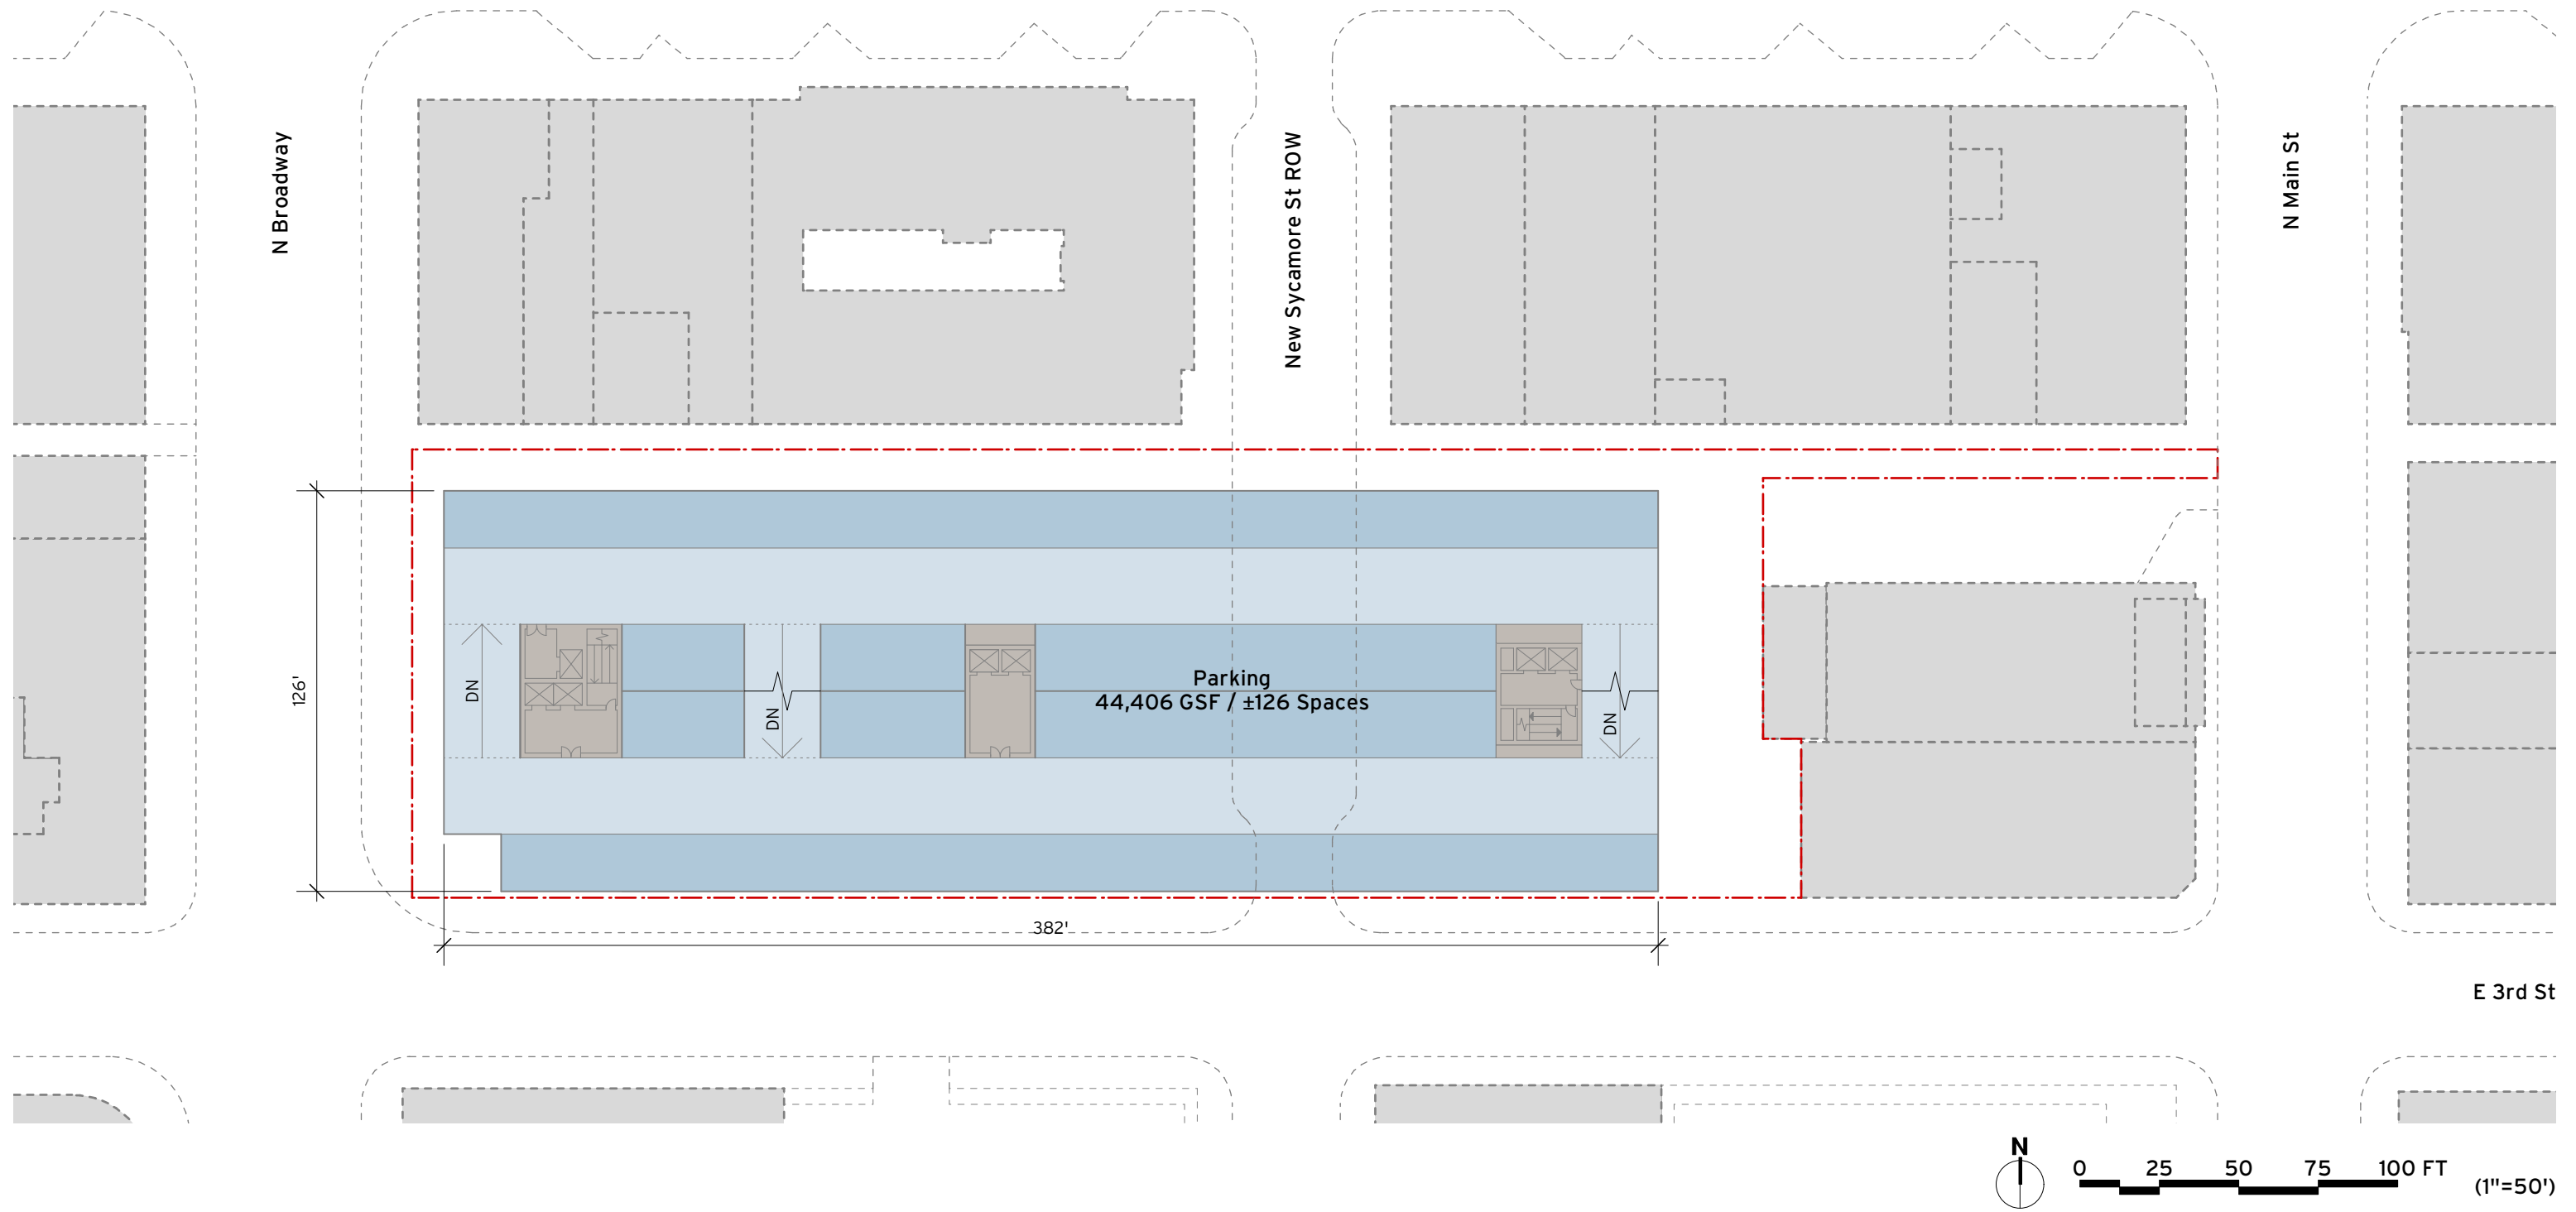 N Broadway
New Sycamore St ROW
N Main St
126'
DN
DN
Parking
44,406 GSF / ±126 Spaces
DN
382'
E 3rd St
N
0 25 50 75 100 FT
(1"=50')